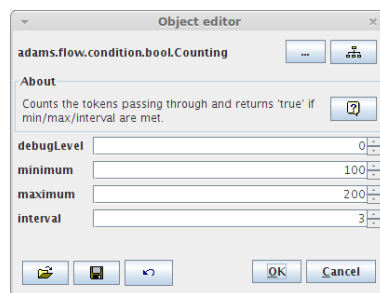 Object editor
adams.flow.condition.bool.Counting ...
About
Counts the tokens passing through and returns 'true' if
min/max/interval are met.
debugLevel 0
minimum 100
maximum 200
interval 3
OK Cancel